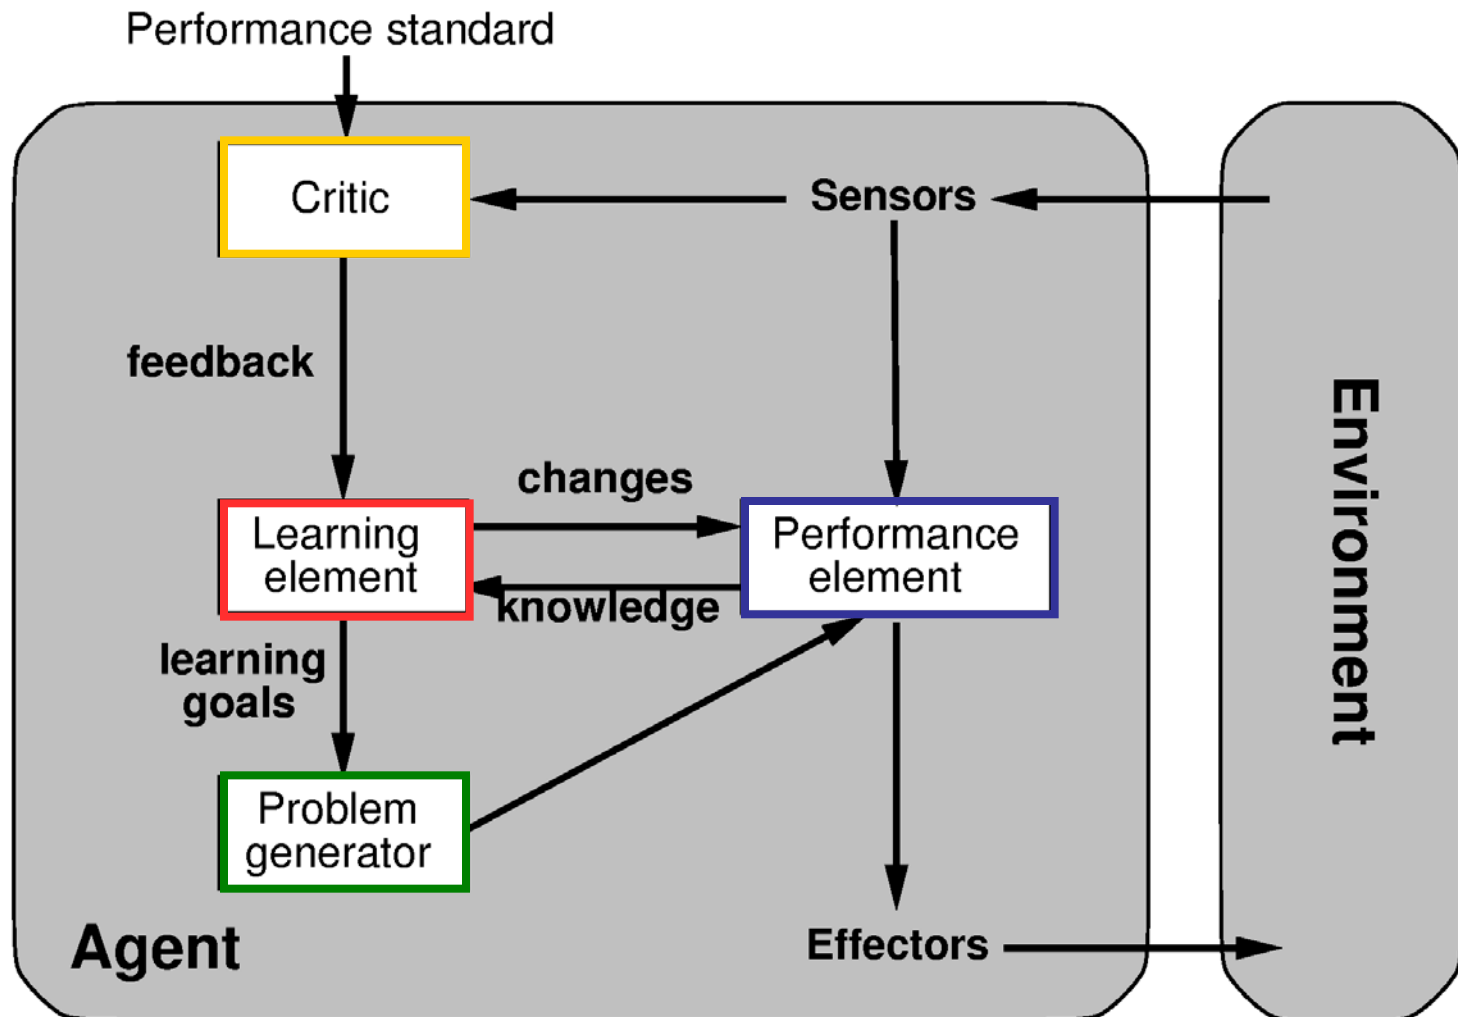 Performance standard
Critic
Sensors
feedback
changes
Learning
element
Performance
element
knowledge
learning
goals
Problem
generator
Agent
Effectors
Environment